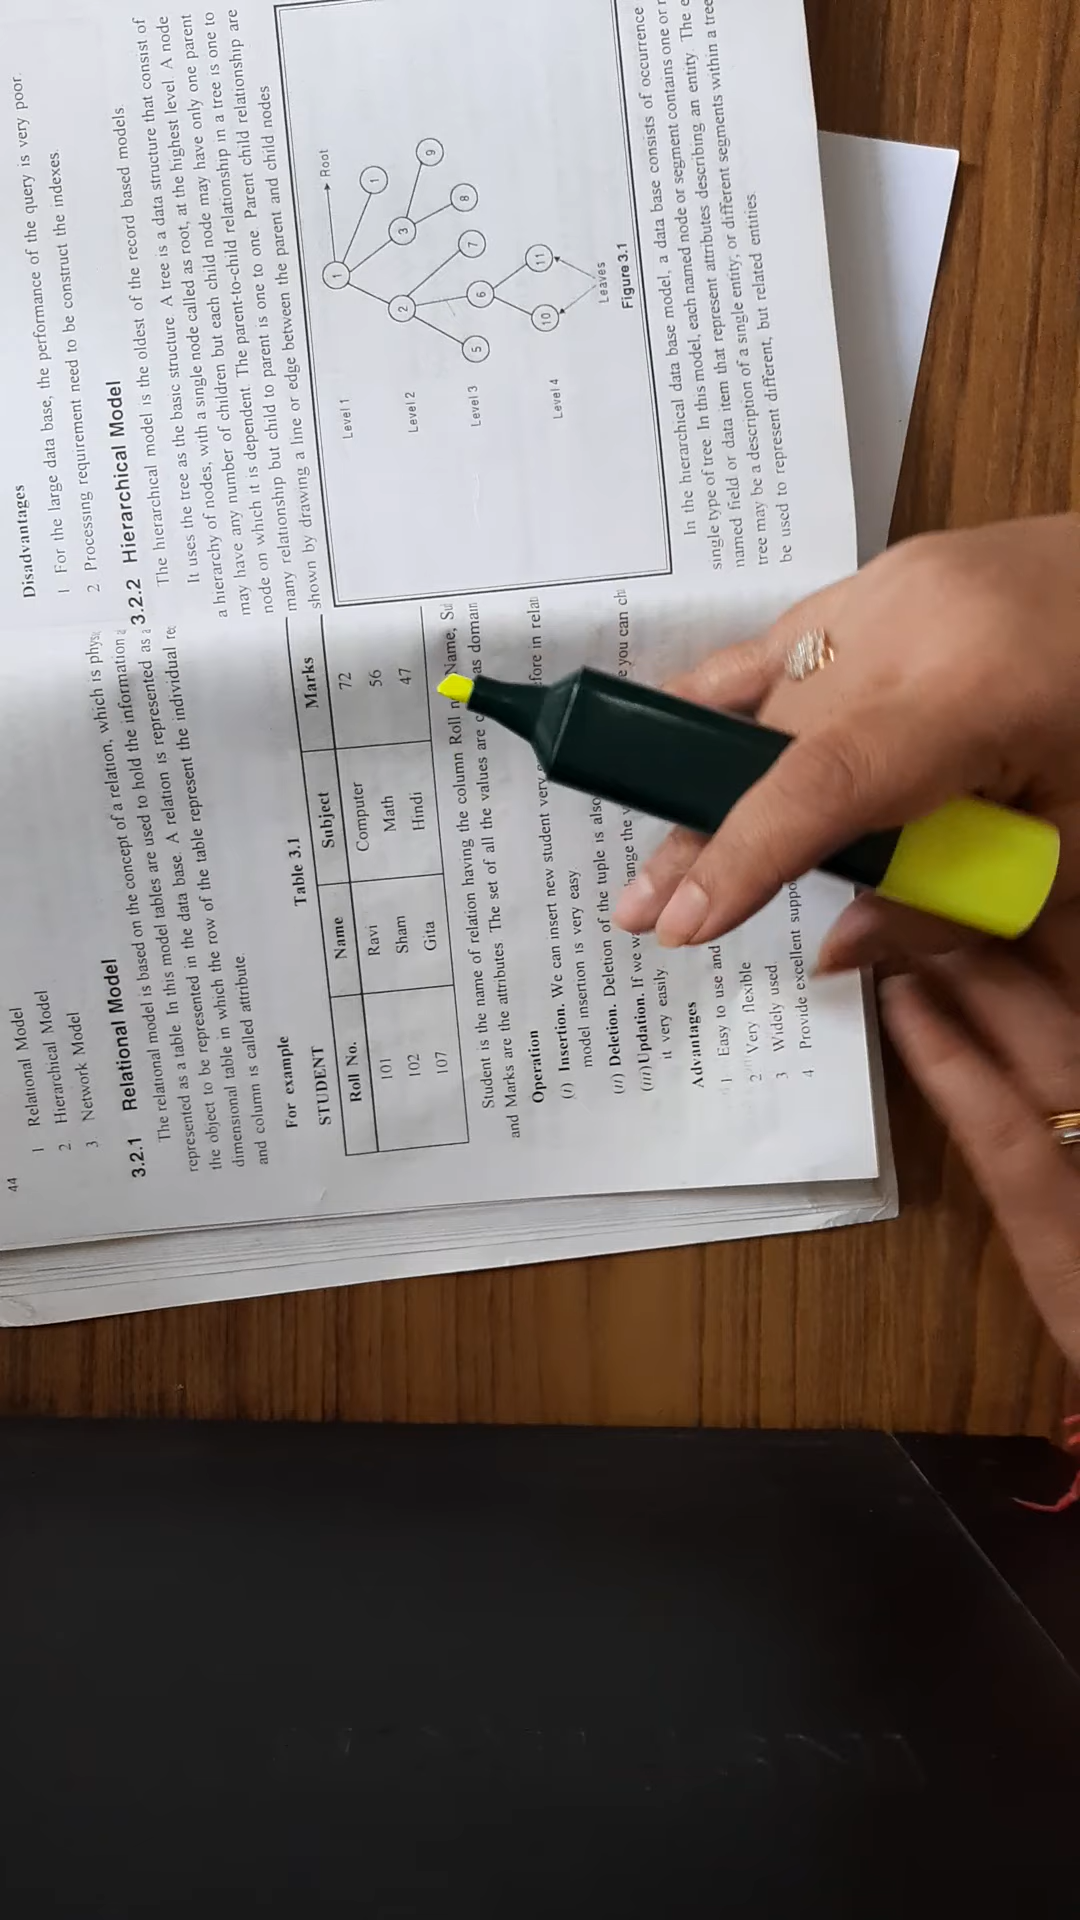 44
1 Relational Model
2 Hierarchical Model
3 Network Model
3.2.1 Relational Model
The relational model is based on the concept of a relation, which is
represented as a table. In this model tables are used to hold the information
the object to be represented in the data base. A relation is represented as
dimensional table in which the row of the table represent the individual
and column is called attribute.
For example
Table 3.1
STUDENT
Roll No. Name Subject Marks
101 Ravi Computer 72
102 Sham Math 56
107 Gita Hindi 47
Student is the name of relation having the column Roll Name,
and Marks are the attributes. The set of all the values are as domain
Operation
(i) Insertion. We can insert new student very
model insertion is very easy
(ii) Deletion. Deletion of the tuple is also
(iii) Updation. If we hange the you can
it very easily.
Advantages
1 Easy to use and
2 Very flexible
3 Widely used.
4 Provide excellent
Disadvantages
1 For the large data base, the performance of the query is very poor.
2 Processing requirement need to be construct the indexes.
3.2.2 Hierarchical Model
The hierarchical model is the oldest of the record based models.
It uses the tree as the basic structure. A tree is a data structure that consist of
a hierarchy of nodes, with a single node called as root, at the highest level. A node
may have any number of children but each child node may have only one parent
node on which it is dependent. The parent-to-child relationship in a tree is one to
many relationship but child to parent is one to one. Parent child relationship are
shown by drawing a line or edge between the parent and child nodes
Root
Level 1 1
Level 2 2 3 1
Level 3 5 6 7 8 9
Level 4 10 11
Leaves
Figure 3.1
In the hierarchical data base model, a data base consists of occurrence
single type of tree. In this model, each named node or segment contains one or
named field or data item that represent attributes describing an entity. The
tree may be a description of a single entity, or different segments within a tree
be used to represent different, but related entities.